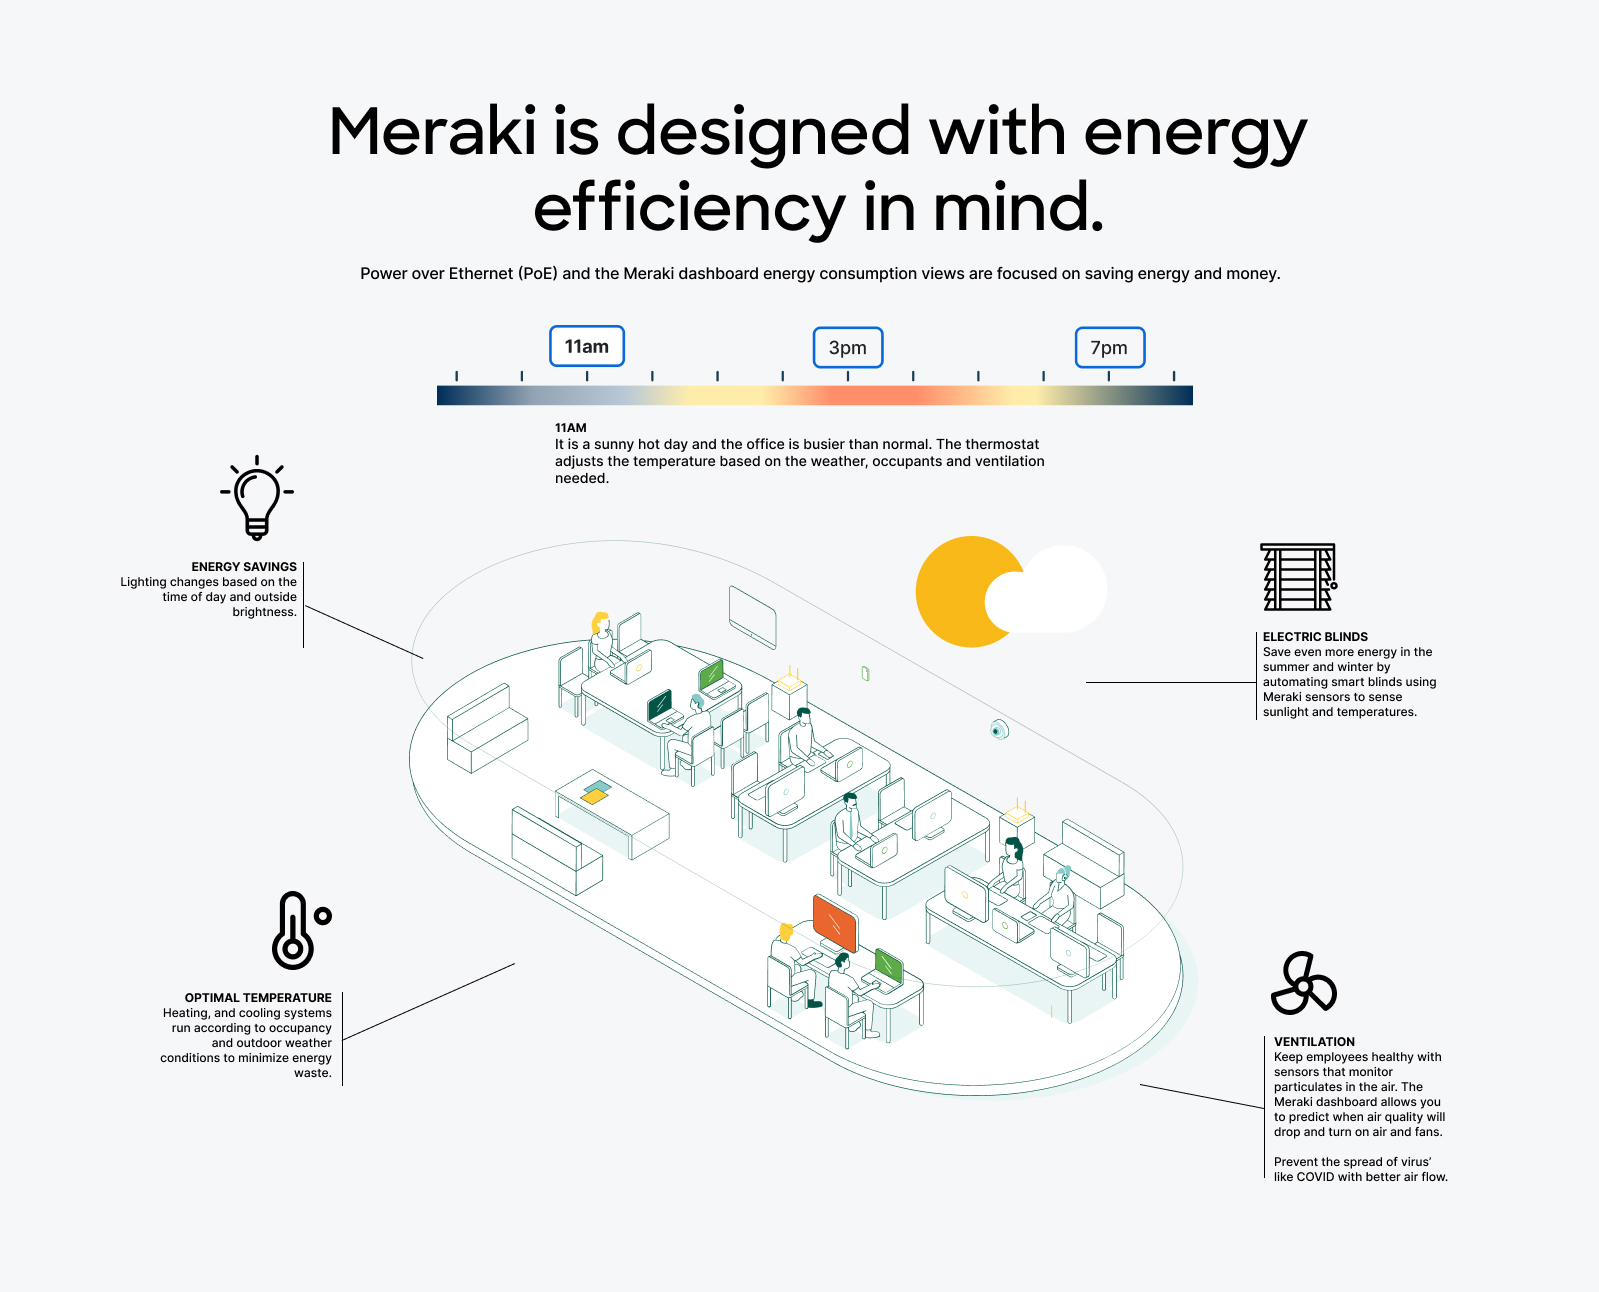 Meraki is designed with energy
efficiency in mind.
Power over Ethernet (PoE) and the Meraki dashboard energy consumption views are focused on saving energy and money.
11am
3pm
7pm
11AM
It is a sunny hot day and the office is busier than normal. The thermostat
adjusts the temperature based on the weather, occupants and ventilation
needed.
ENERGY SAVINGS
Lighting changes based on the
time of day and outside
brightness.
ELECTRIC BLINDS
Save even more energy in the
summer and winter by
automating smart blinds using
Meraki sensors to sense
sunlight and temperatures.
OPTIMAL TEMPERATURE
Heating, and cooling systems
run according to occupancy
and outdoor weather
conditions to minimize energy
waste.
VENTILATION
Keep employees healthy with
sensors that monitor
particulates in the air. The
Meraki dashboard allows you
to predict when air quality will
drop and turn on air and fans.
Prevent the spread of virus’
like COVID with better air flow.